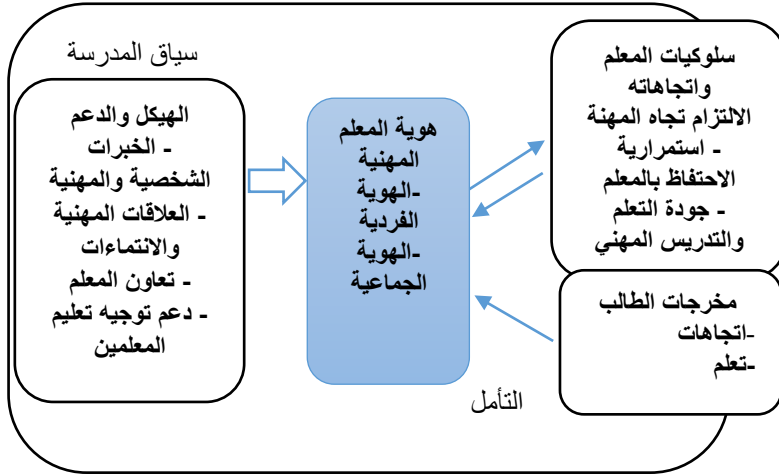 سياق المدرسة
الهيكل والدعم
- الخبرات
الشخصية والمهنية
- العلاقات المهنية
والانتماءات
- تعاون المعلم
- دعم توجيه تعليم
المعلمين
هوية المعلم
المهنية
-الهوية
الفردية
-الهوية
الجماعية
سلوكيات المعلم
واتجاهاته
الالتزام تجاه المهنة
- استمرارية
الاحتفاظ بالمعلم
- جودة التعلم
والتدريس المهني
مخرجات الطالب
-اتجاهات
-تعلم
التأمل